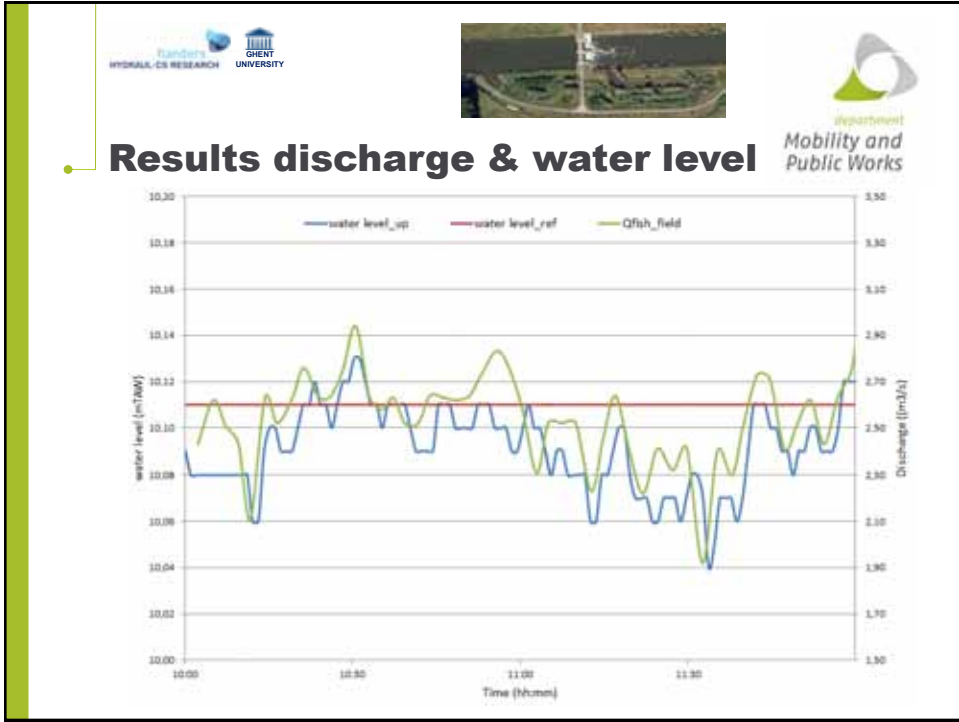 flanders
HYDRAULICS RESEARCH
GHENT
UNIVERSITY
department
Mobility and
Public Works
Results discharge & water level
water level_up water level_ref Qfish_field
10,20
10,18
10,16
10,14
10,12
10,10
10,08
10,06
10,04
10,02
10,00
water level (mTAW)
3,50
3,30
3,10
2,90
2,70
2,50
2,30
2,10
1,90
1,70
1,50
Discharge ((m3/s)
10:00 10:30 11:00 11:30
Time (hh:mm)